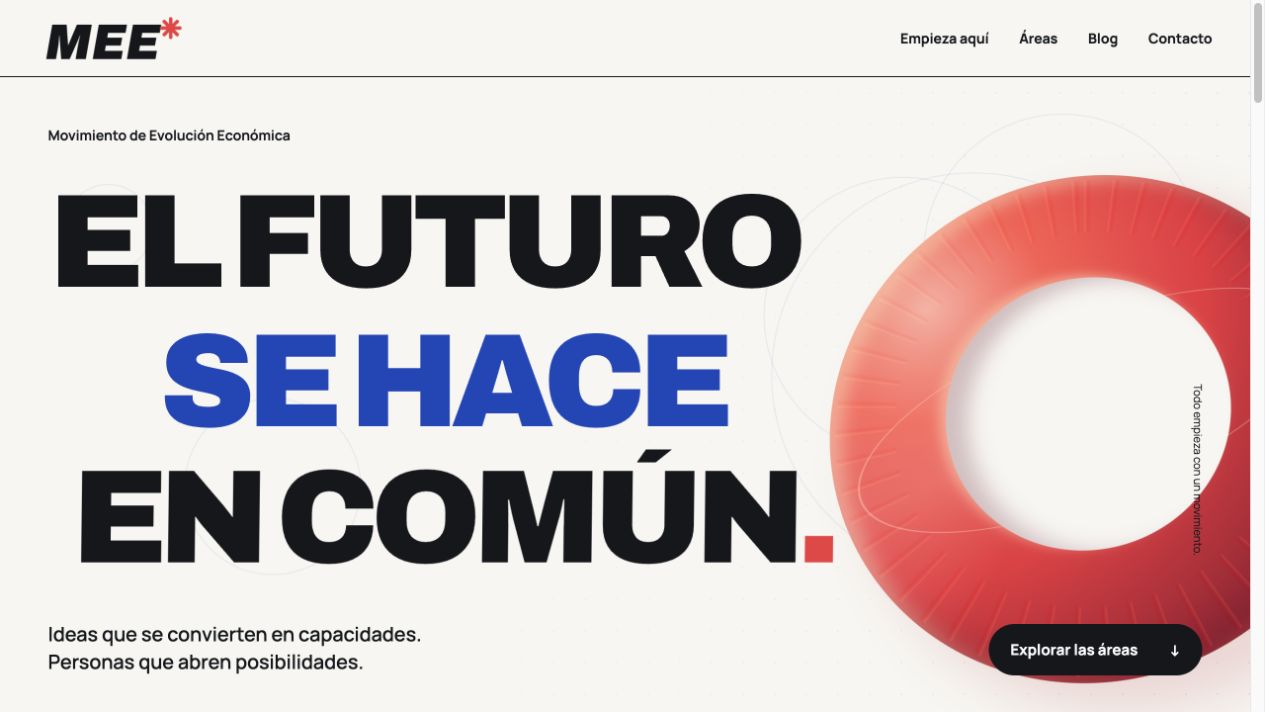 MEE*
Empieza aquí
Áreas
Blog
Contacto
Movimiento de Evolución Económica
EL FUTURO
SE HACE
EN COMÚN.
Todo empieza con un movimiento.
Ideas que se convierten en capacidades.
Personas que abren posibilidades.
Explorar las áreas ↓